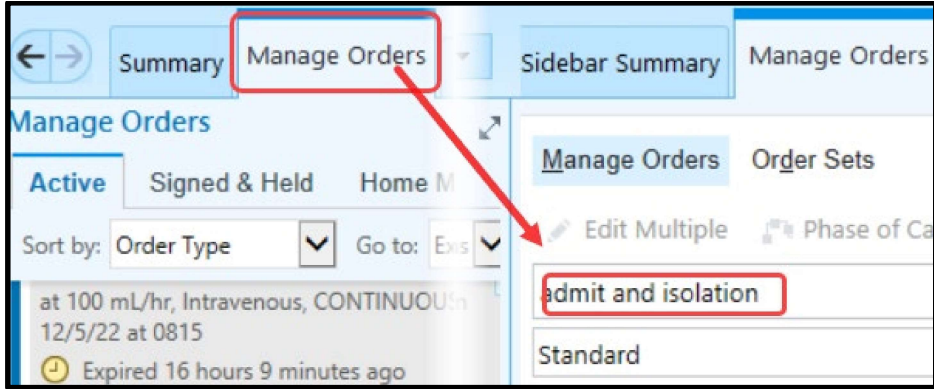 Summary
Manage Orders
Sidebar Summary
Manage Orders
Manage Orders
Active
Signed & Held
Home M
Sort by: Order Type
Go to: Exis
at 100 mL/hr, Intravenous, CONTINUOUS
12/5/22 at 0815
Expired 16 hours 9 minutes ago
Manage Orders
Order Sets
Edit Multiple
Phase of Ca
admit and isolation
Standard